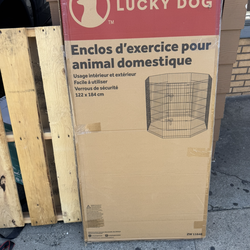 LUCKY DOG
TM
Enclos d'exercice pour
animal domestique
Usage intérieur et extérieur
Facile à utiliser
Verrous de sécurité
122 x 184 cm